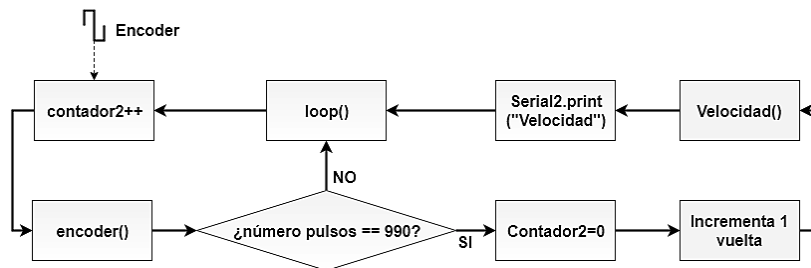 Encoder
contador2++
loop()
Serial2.print
("Velocidad")
Velocidad()
NO
encoder()
¿número pulsos == 990?
SI
Contador2=0
Incrementa 1
vuelta